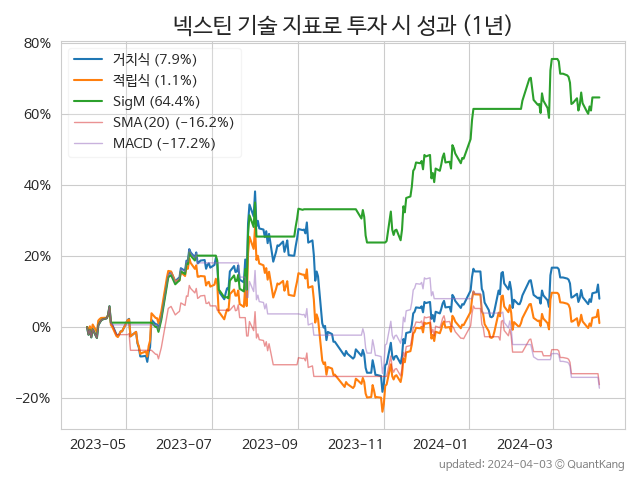 넥스틴 기술 지표로 투자 시 성과 (1년)
80%
60%
40%
20%
0%
−20%
거치식 (7.9%)
적립식 (1.1%)
SigM (64.4%)
SMA(20) (−16.2%)
MACD (−17.2%)
2023-05
2023-07
2023-09
2023-11
2024-01
2024-03
updated: 2024-04-03 © QuantKang